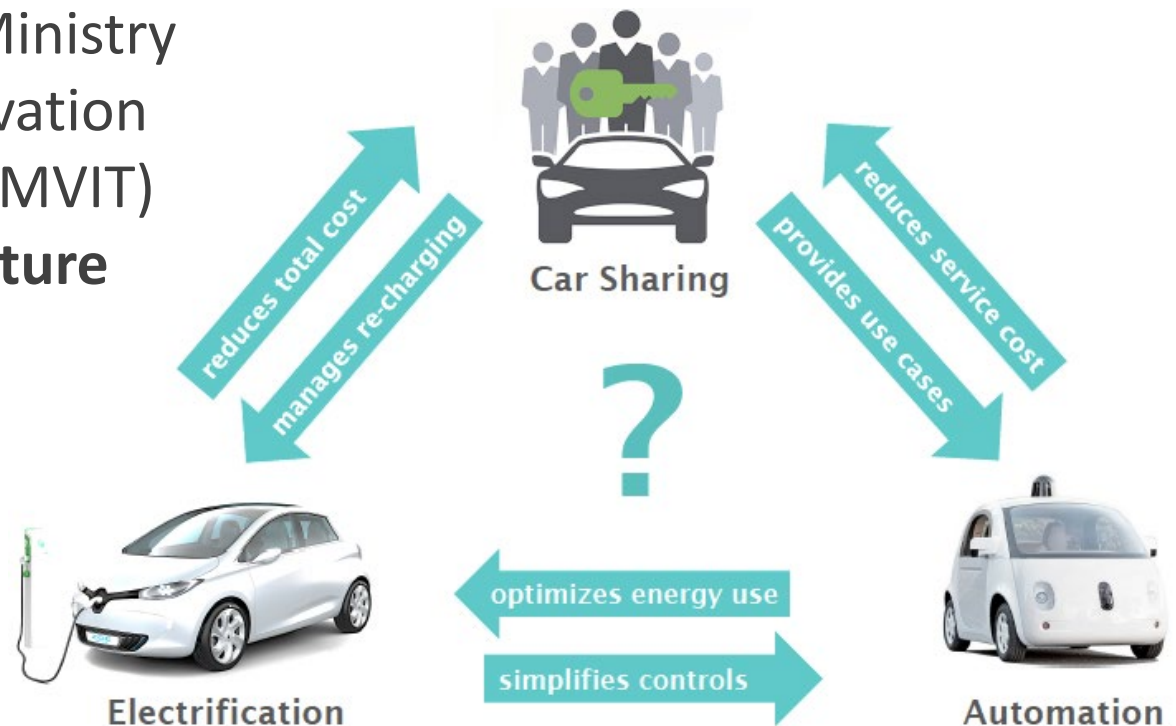 Ministry
vation
MVIT)
ture
reduces total cost
manages re-charging
Car Sharing
provides use cases
reduces service cost
?
optimizes energy use
simplifies controls
Electrification
Automation